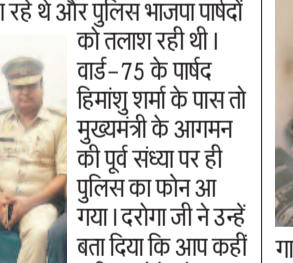 रहे थे और पुलिस भाजपा पार्षदों
को तलाश रही थी।
वार्ड-75 के पार्षद
हिमांशु शर्मा के पास तो
मुख्यमंत्री के आगमन
की पूर्व संध्या पर ही
पुलिस का फोन आ
गया। दरोगा जी ने उन्हें
बता दिया कि आप कहीं
गा